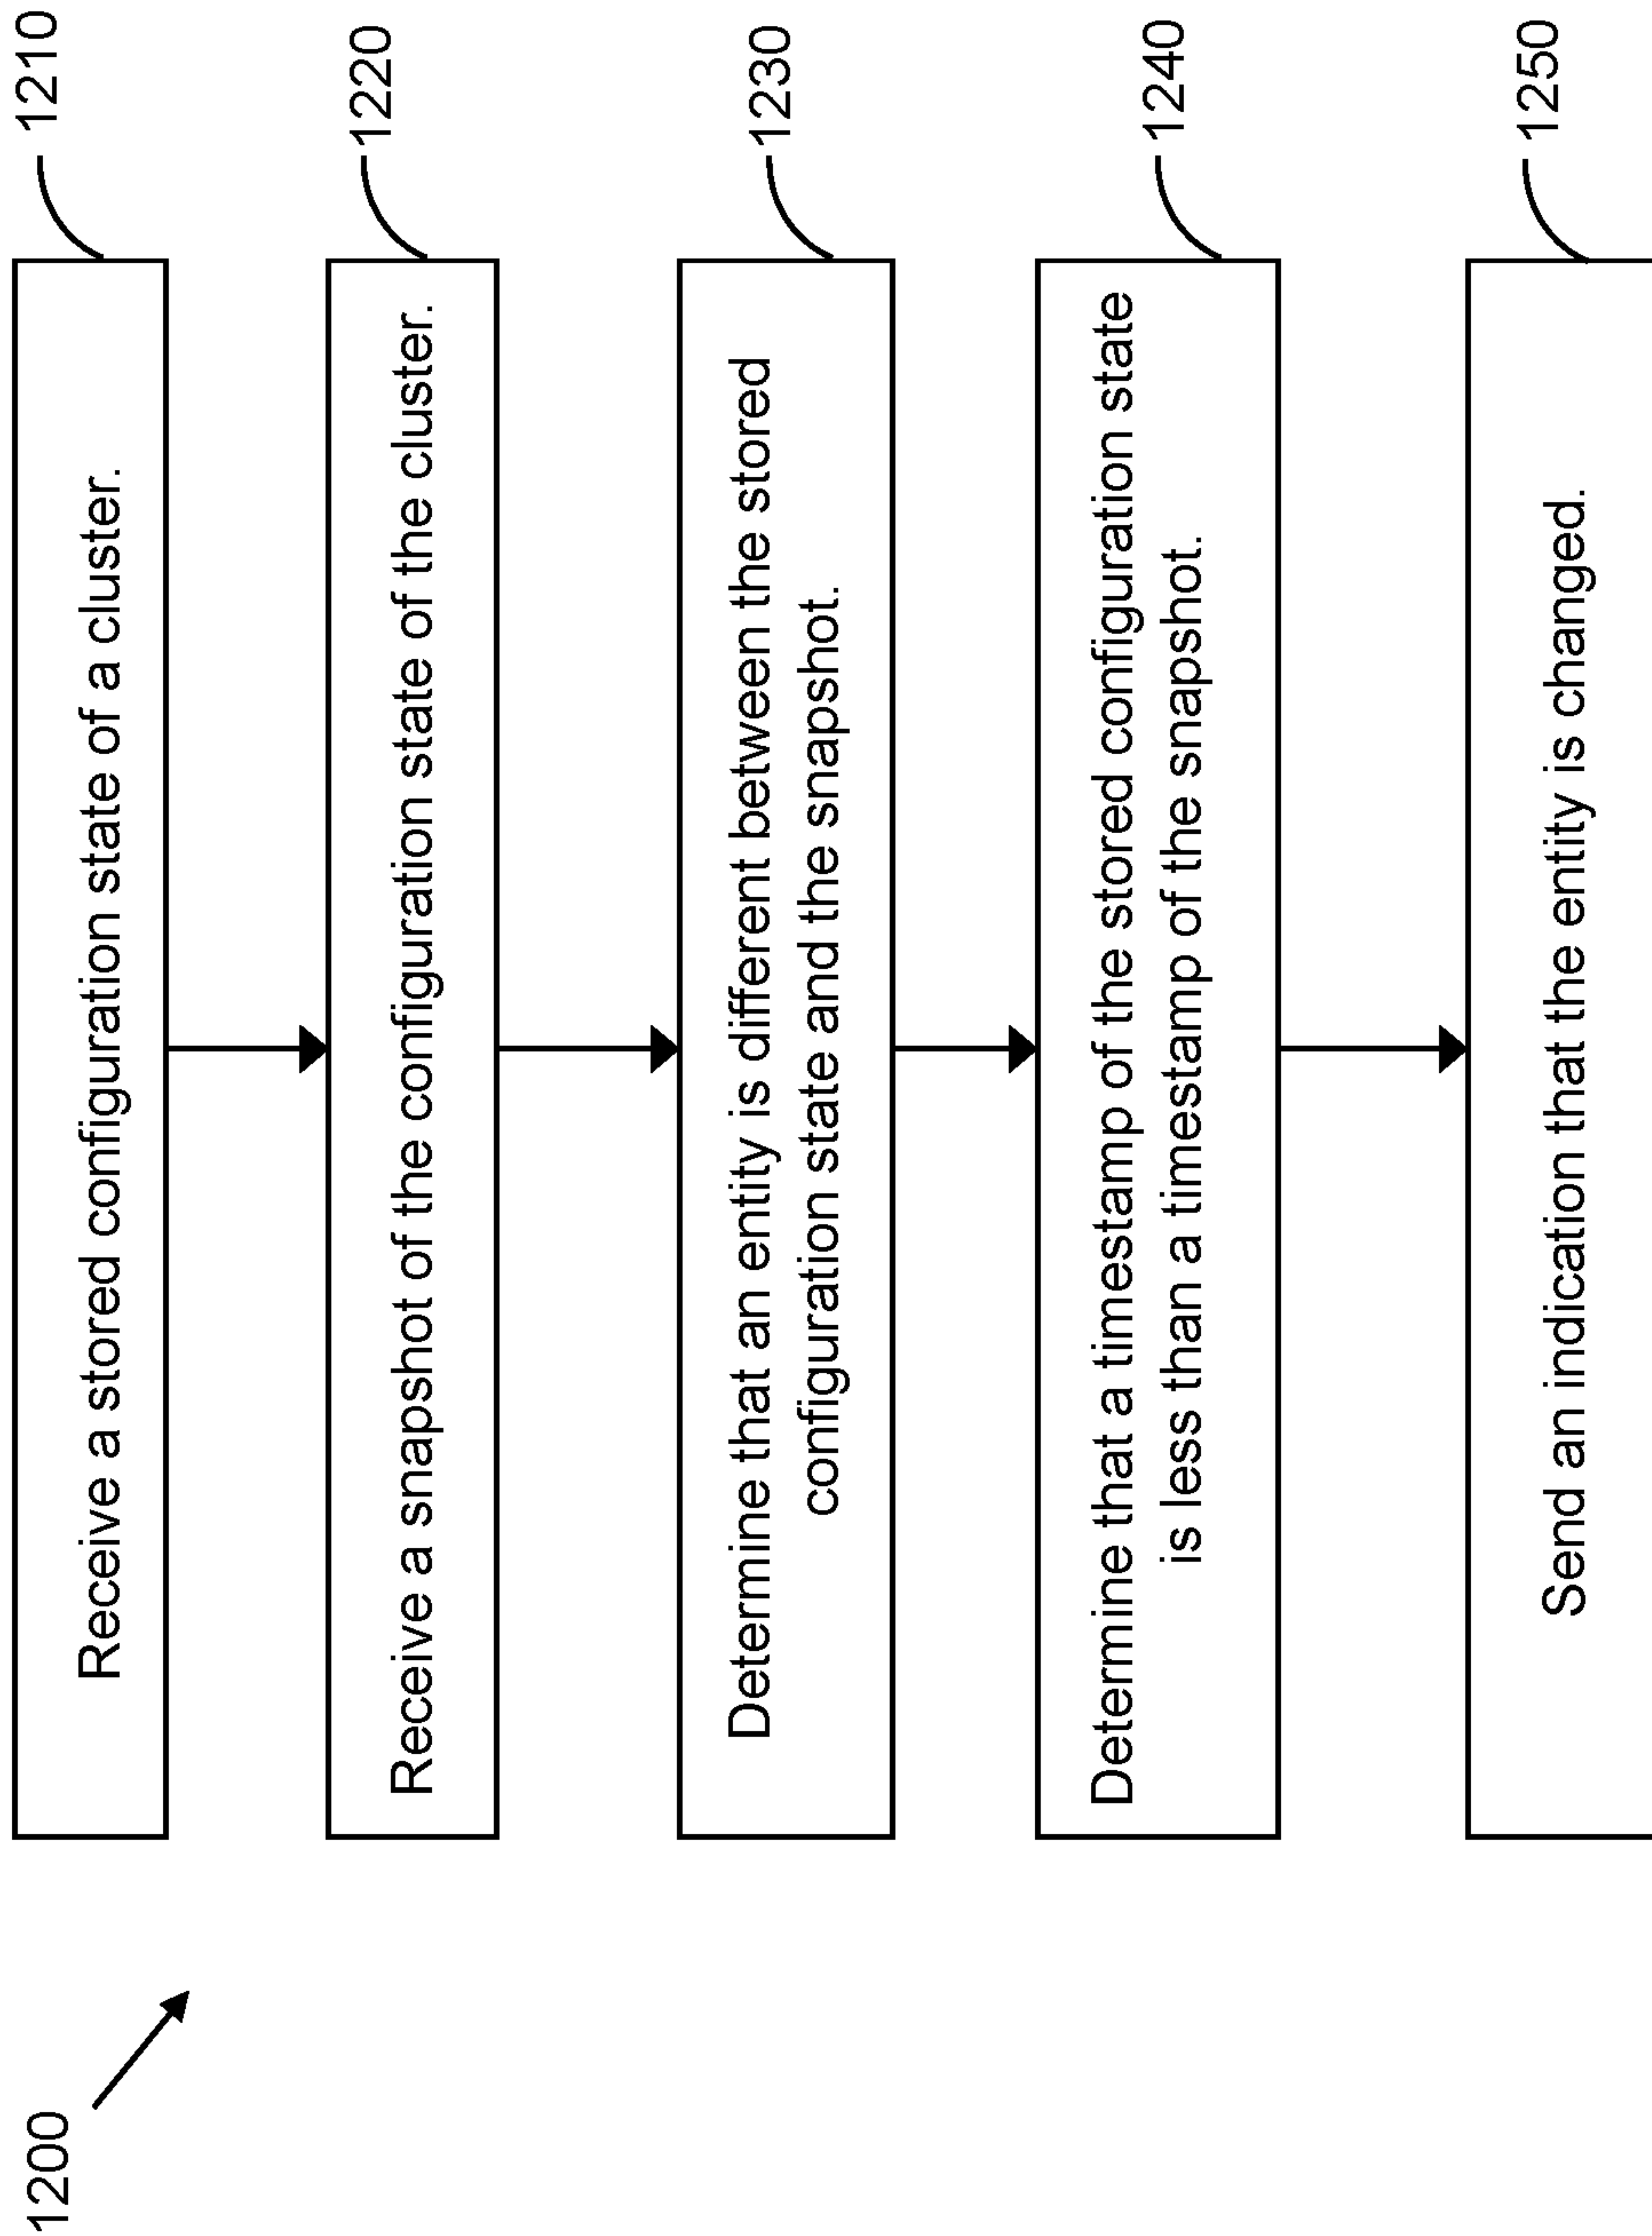 1200
Receive a stored configuration state of a cluster.
1210
Receive a snapshot of the configuration state of the cluster.
1220
Determine that an entity is different between the stored
configuration state and the snapshot.
1230
Determine that a timestamp of the stored configuration state
is less than a timestamp of the snapshot.
1240
Send an indication that the entity is changed.
1250